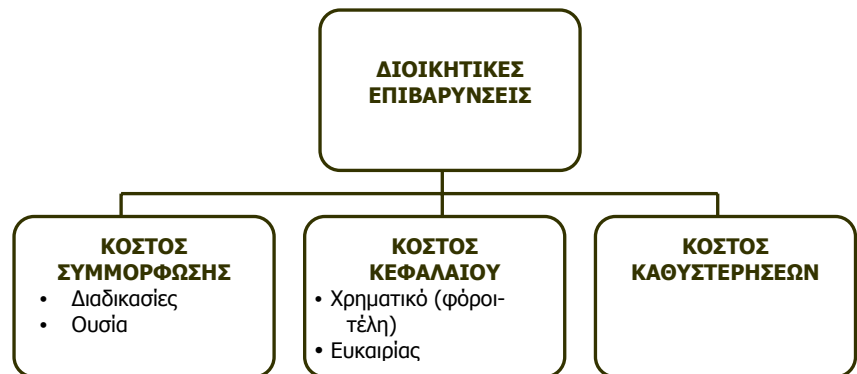 ΔΙΟΙΚΗΤΙΚΕΣ
ΕΠΙΒΑΡΥΝΣΕΙΣ
ΚΟΣΤΟΣ
ΣΥΜΜΟΡΦΩΣΗΣ
• Διαδικασίες
• Ουσία
ΚΟΣΤΟΣ
ΚΕΦΑΛΑΙΟΥ
• Χρηματικό (φόροι-
τέλη)
• Ευκαιρίας
ΚΟΣΤΟΣ
ΚΑΘΥΣΤΕΡΗΣΕΩΝ